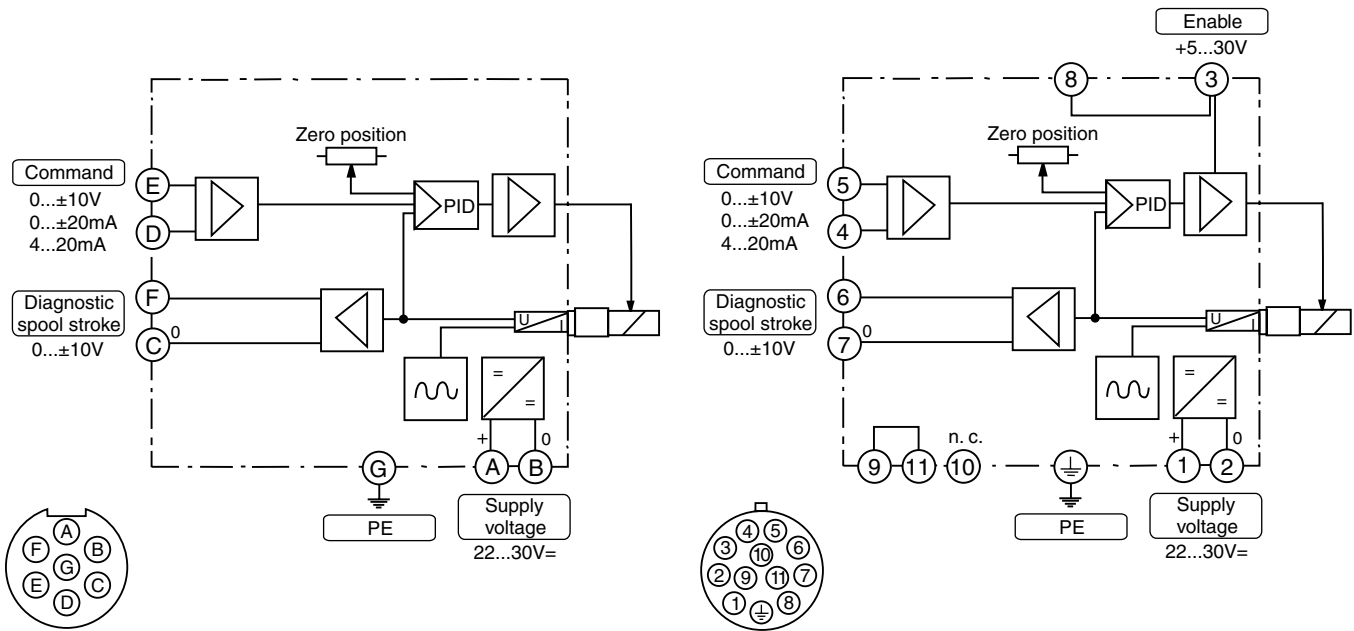 Zero position
Command
0...±10V
0...±20mA
4...20mA
E
D
PID
Diagnostic
spool stroke
0...±10V
F
C
0
U
I
=
=
+
0
G
A
B
PE
Supply
voltage
22...30V=
A
F
B
G
E
C
D
Enable
+5...30V
8
3
Zero position
Command
0...±10V
0...±20mA
4...20mA
5
4
PID
Diagnostic
spool stroke
0...±10V
6
7
0
U
I
=
=
+
0
n. c.
9
11
10
1
2
PE
Supply
voltage
22...30V=
4
5
3
10
6
2
9
11
7
1
8